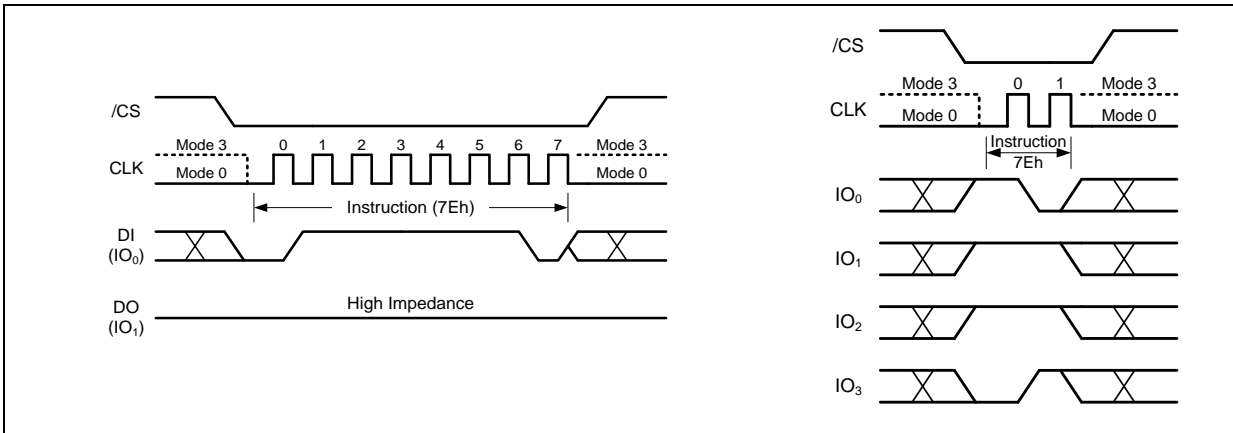 /CS
Mode 3 0 1 2 3 4 5 6 7 Mode 3
CLK
Mode 0 Mode 0
Instruction (7Eh)
DI
(IO₀)
High Impedance
DO
(IO₁)
/CS
Mode 3 0 1 Mode 3
CLK
Mode 0 Mode 0
Instruction
7Eh
IO₀
IO₁
IO₂
IO₃